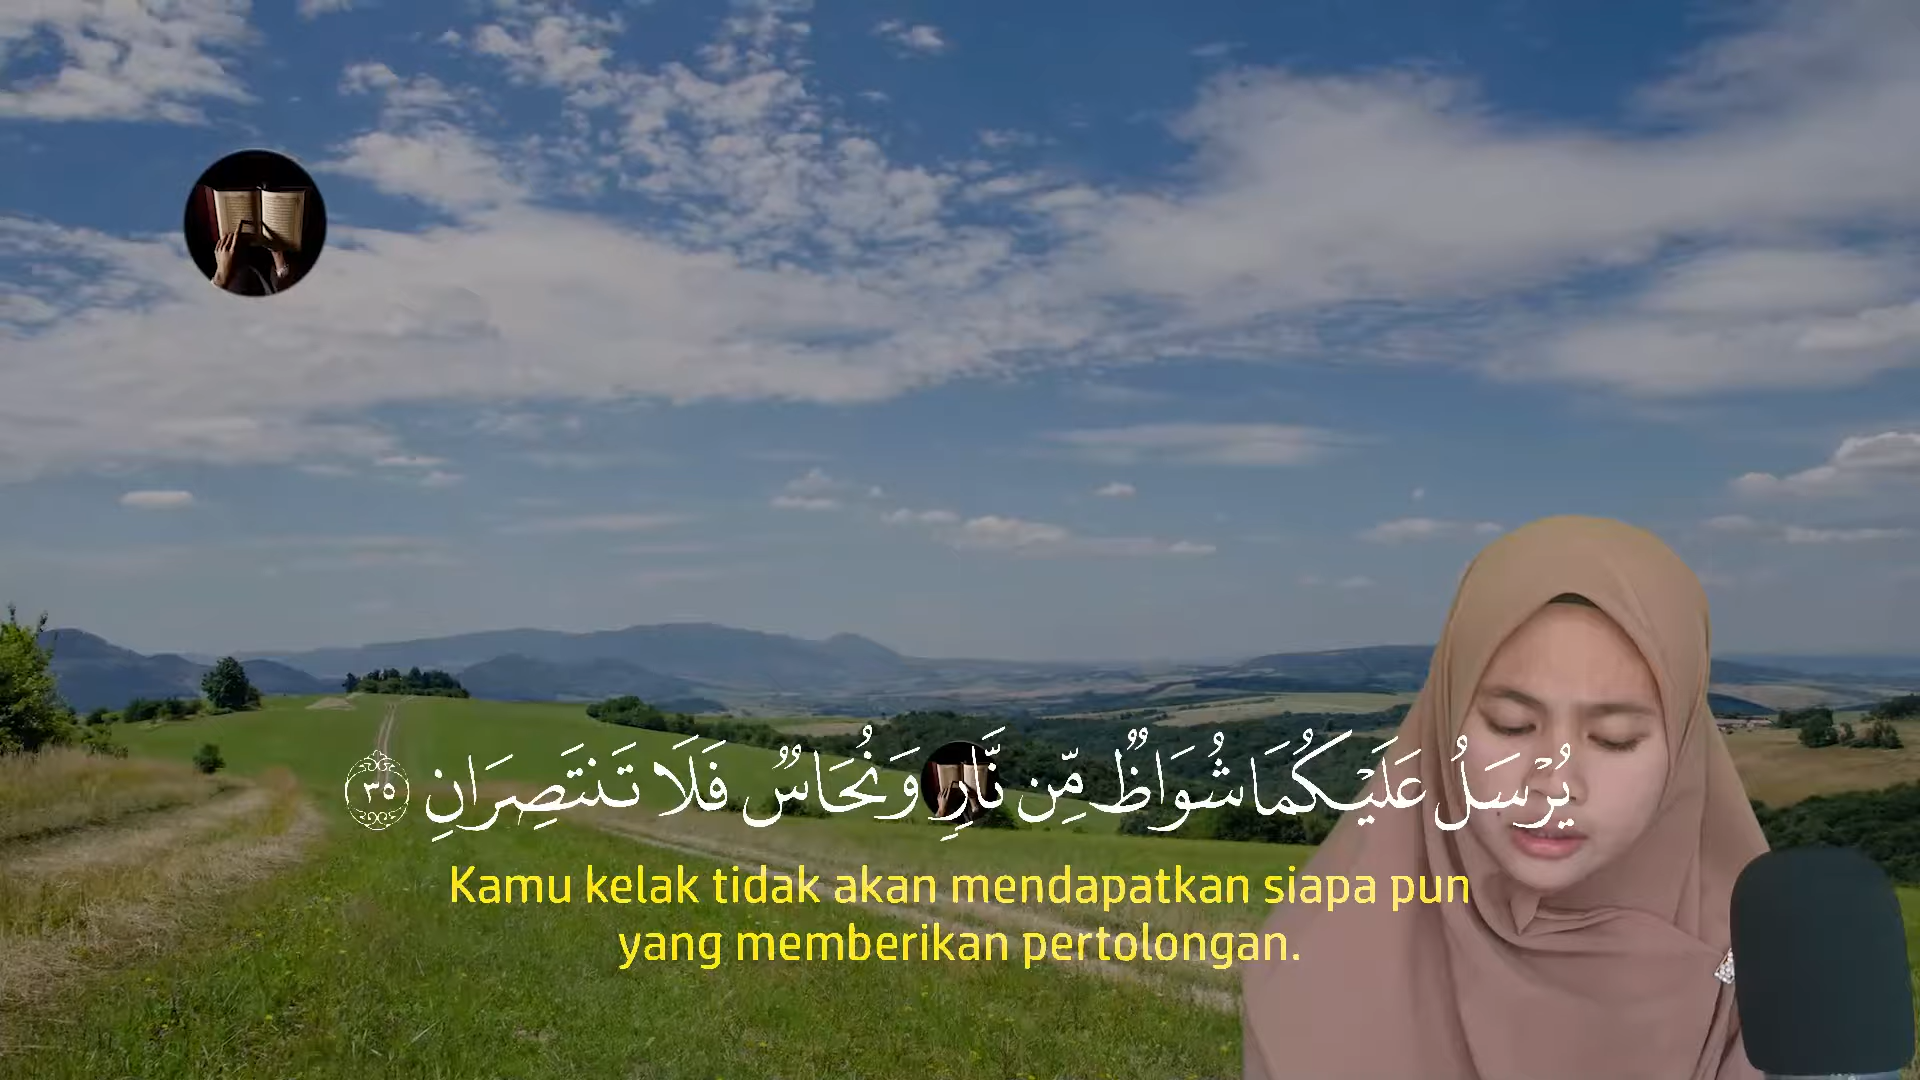 يُرْسَلُ عَلَيْكُمَا شُوَاظٌ مِّن نَّارٍ وَنُحَاسٌ فَلَا تَنتَصِرَانِ ٣٥
Kamu kelak tidak akan mendapatkan siapa pun
yang memberikan pertolongan.